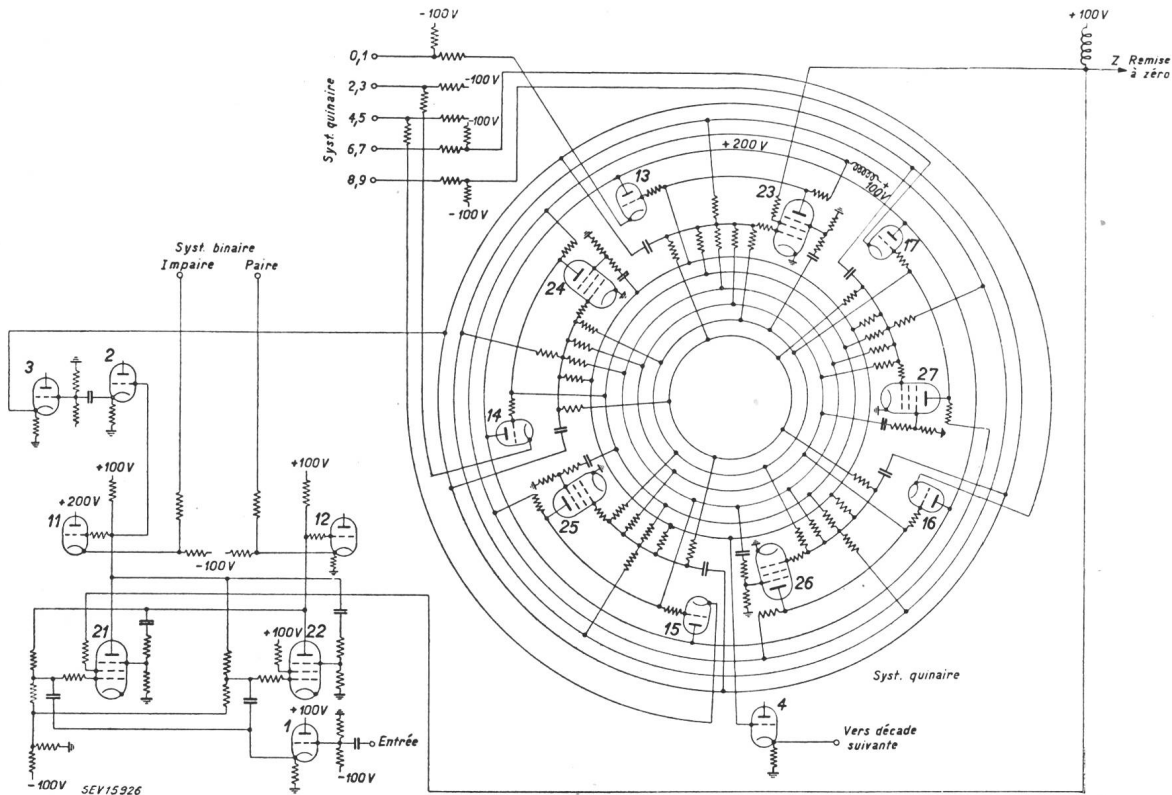 -100V
+100V
0,1
Z Remise
à zéro
2,3
-100V
4,5
-100V
6,7
8,9
-100V
Syst. quinaire
+200V
+
100V
13
23
17
24
27
14
25
16
26
15
Syst. binaire
Impaire Paire
3
2
+100V
+100V
+200V
11
12
-100V
21
+100V
22
+100V
1
Entrée
-100V
-100V
SEV15926
Syst. quinaire
4
Vers décade
suivante